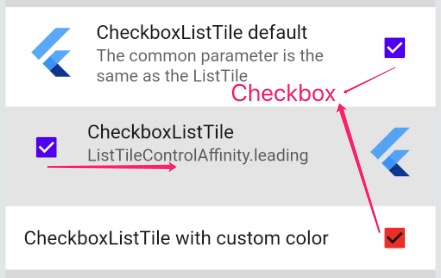 CheckboxListTile default
The common parameter is the
same as the ListTile
Checkbox
CheckboxListTile
ListTileControlAffinity.leading
CheckboxListTile with custom color